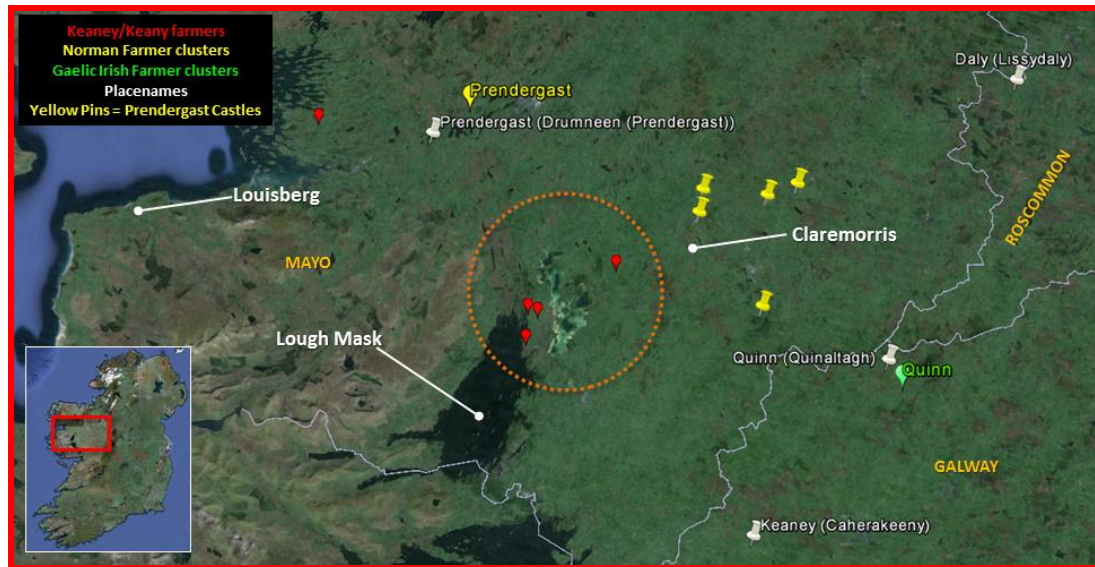 Keaney/Keany farmers
Norman Farmer clusters
Gaelic Irish Farmer clusters
Placenames
Yellow Pins = Prendergast Castles
Daly (Lissydaly)
Prendergast
Prendergast (Drumneen (Prendergast))
ROSCOMMON
Louisberg
Claremorris
MAYO
Lough Mask
Quinn (Quinaltagh)
Quinn
GALWAY
Keaney (Caherakeeny)